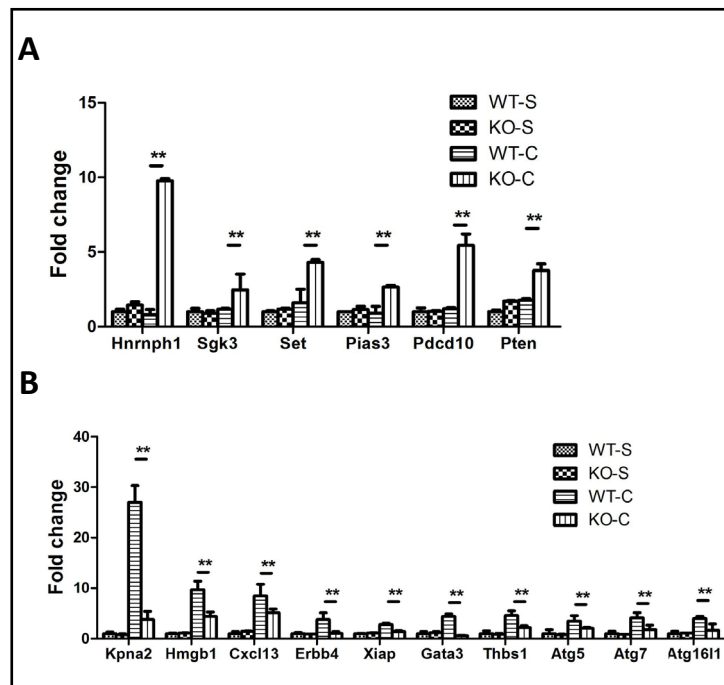 A
WT-S
KO-S
WT-C
KO-C
Fold change
15
10
5
0
** ** ** ** ** **
Hnrnph1 Sgk3 Set Pias3 Pdcd10 Pten
B
WT-S
KO-S
WT-C
KO-C
Fold change
40
30
20
10
0
** ** ** ** ** ** ** ** ** **
Kpna2 Hmgb1 Cxcl13 Erbb4 Xiap Gata3 Thbs1 Atg5 Atg7 Atg16l1